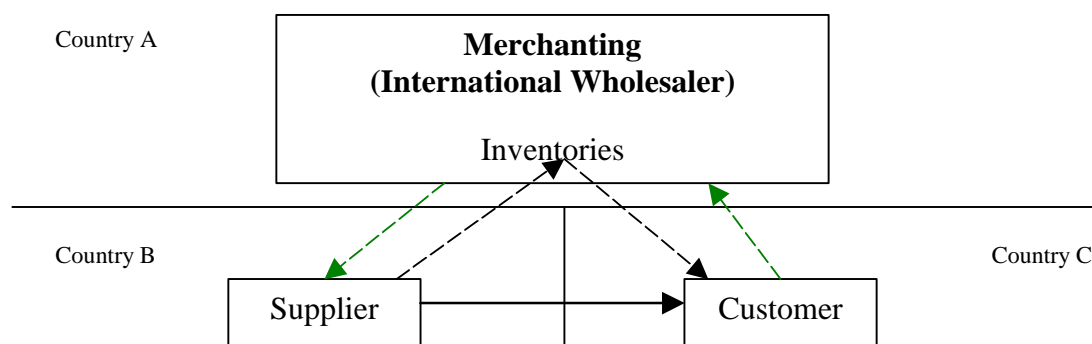 Country A
Merchanting
(International Wholesaler)
Inventories
Country B
Country C
Supplier
Customer